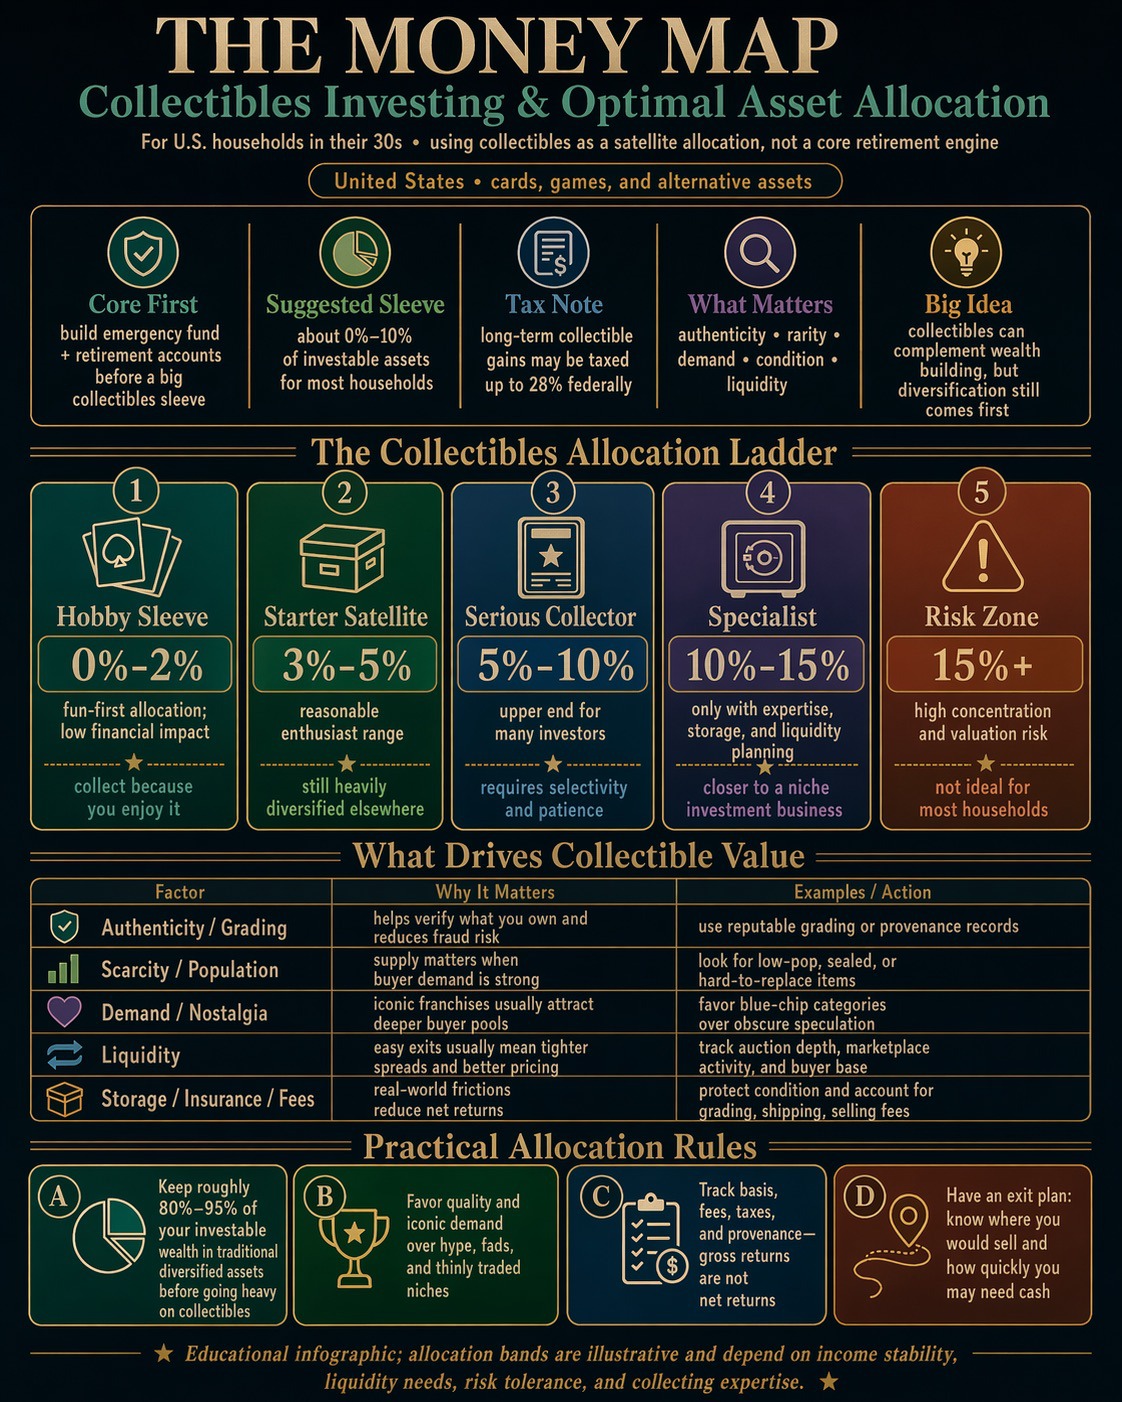 THE MONEY MAP
Collectibles Investing & Optimal Asset Allocation
For U.S. households in their 30s • using collectibles as a satellite allocation, not a core retirement engine
United States • cards, games, and alternative assets
Core First
build emergency fund
+ retirement accounts
before a big
collectibles sleeve
Suggested Sleeve
about 0%–10%
of investable assets
for most households
Tax Note
long-term collectible
gains may be taxed
up to 28% federally
What Matters
authenticity • rarity •
demand • condition •
liquidity
Big Idea
collectibles can
complement wealth
building, but
diversification still
comes first
The Collectibles Allocation Ladder
1
Hobby Sleeve
0%–2%
fun-first allocation;
low financial impact
collect because
you enjoy it
2
Starter Satellite
3%–5%
reasonable
enthusiast range
still heavily
diversified elsewhere
3
Serious Collector
5%–10%
upper end for
many investors
requires selectivity
and patience
4
Specialist
10%–15%
only with expertise,
storage, and liquidity
planning
closer to a niche
investment business
5
Risk Zone
15%+
high concentration
and valuation risk
not ideal for
most households
What Drives Collectible Value
Factor
Why It Matters
Examples / Action
Authenticity / Grading
helps verify what you own and
reduces fraud risk
use reputable grading or provenance records
Scarcity / Population
supply matters when
buyer demand is strong
look for low-pop, sealed, or
hard-to-replace items
Demand / Nostalgia
iconic franchises usually attract
deeper buyer pools
favor blue-chip categories
over obscure speculation
Liquidity
easy exits usually mean tighter
spreads and better pricing
track auction depth, marketplace
activity, and buyer base
Storage / Insurance / Fees
real-world frictions
reduce net returns
protect condition and account for
grading, shipping, selling fees
Practical Allocation Rules
A
Keep roughly
80%–95% of
your investable
wealth in traditional
diversified assets
before going heavy
on collectibles
B
Favor quality and
iconic demand
over hype, fads,
and thinly traded
niches
C
Track basis,
fees, taxes,
and provenance—
gross returns
are not
net returns
D
Have an exit plan:
know where you
would sell and
how quickly you
may need cash
Educational infographic; allocation bands are illustrative and depend on income stability,
liquidity needs, risk tolerance, and collecting expertise.